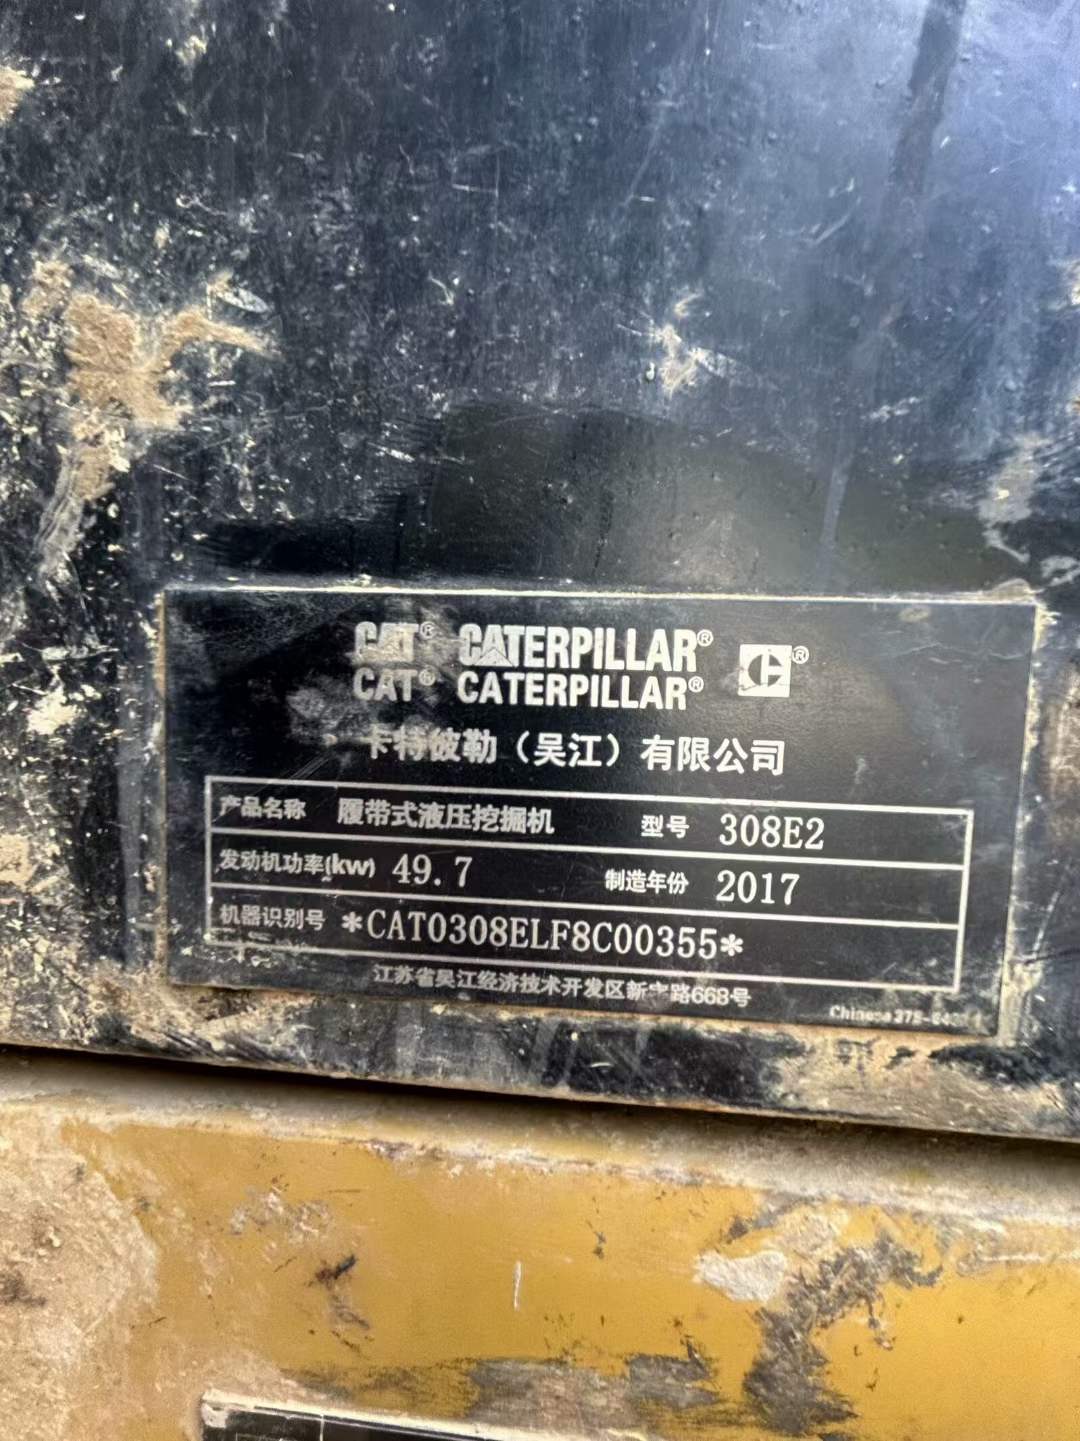 CAT® CATERPILLAR®
CAT® CATERPILLAR®
卡特彼勒（吴江）有限公司
产品名称 履带式液压挖掘机 型号 308E2
发动机功率(kw) 49.7 制造年份 2017
机器识别号 *CAT0308ELF8C00355*
江苏省吴江经济技术开发区新字路668号
Chinese